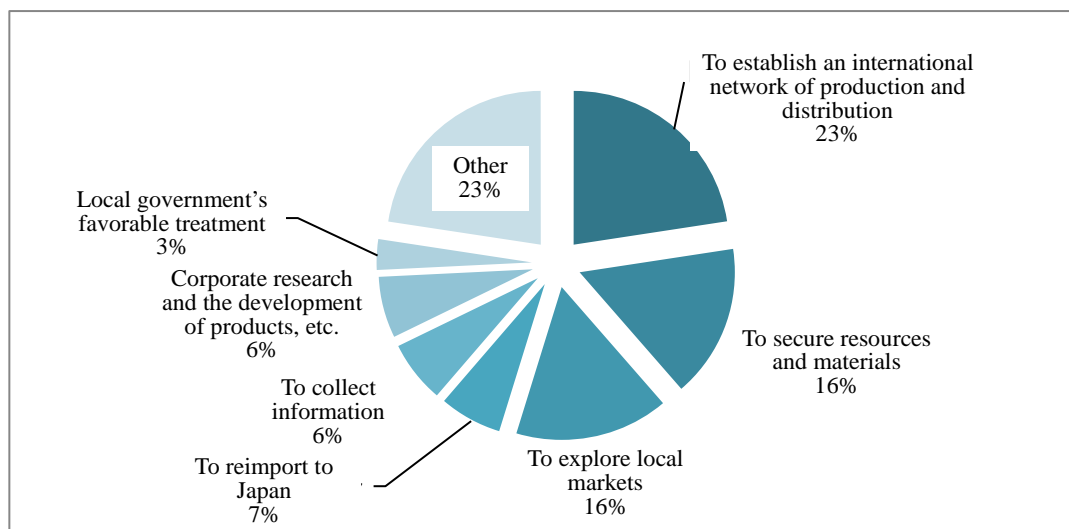 To establish an international
network of production and
distribution
23%
To secure resources
and materials
16%
To explore local
markets
16%
To reimport to
Japan
7%
To collect
information
6%
Corporate research
and the development
of products, etc.
6%
Local government’s
favorable treatment
3%
Other
23%